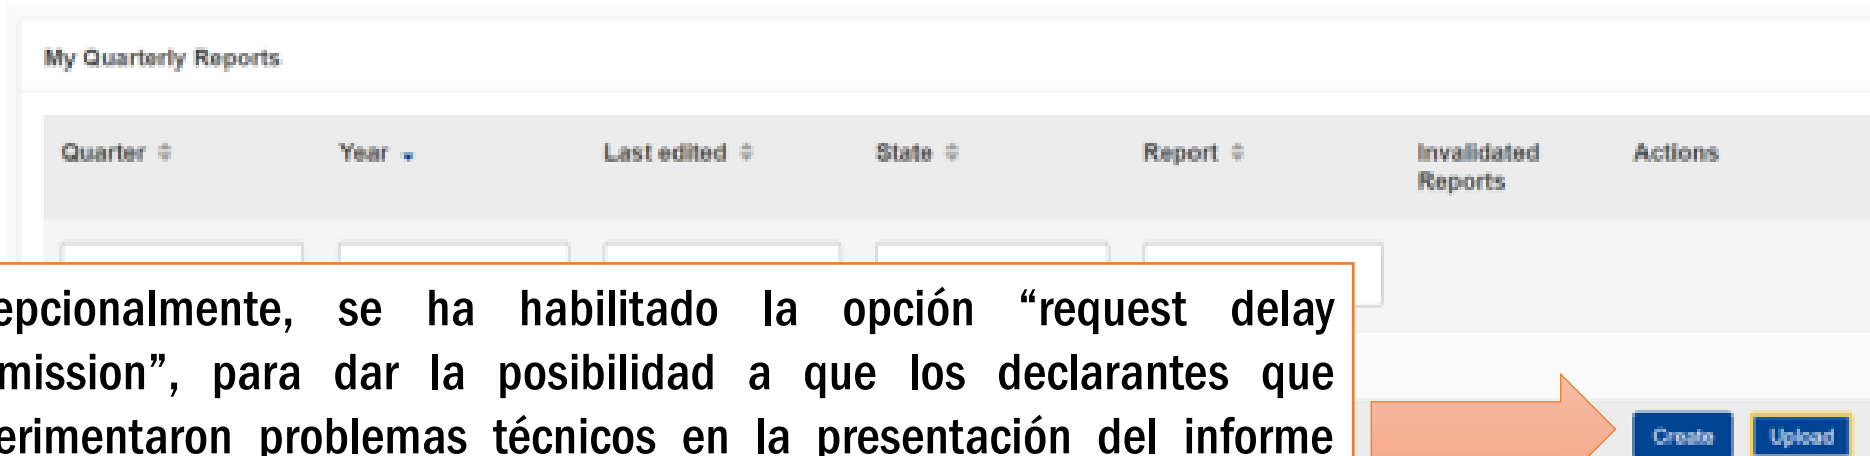 My Quarterly Reports
Quarter Year Last edited State Report Invalidated Actions
Reports
epcionalmente, se ha habilitado la opción “request delay
mission”, para dar la posibilidad a que los declarantes que
erimentaron problemas técnicos en la presentación del informe
Create Upload